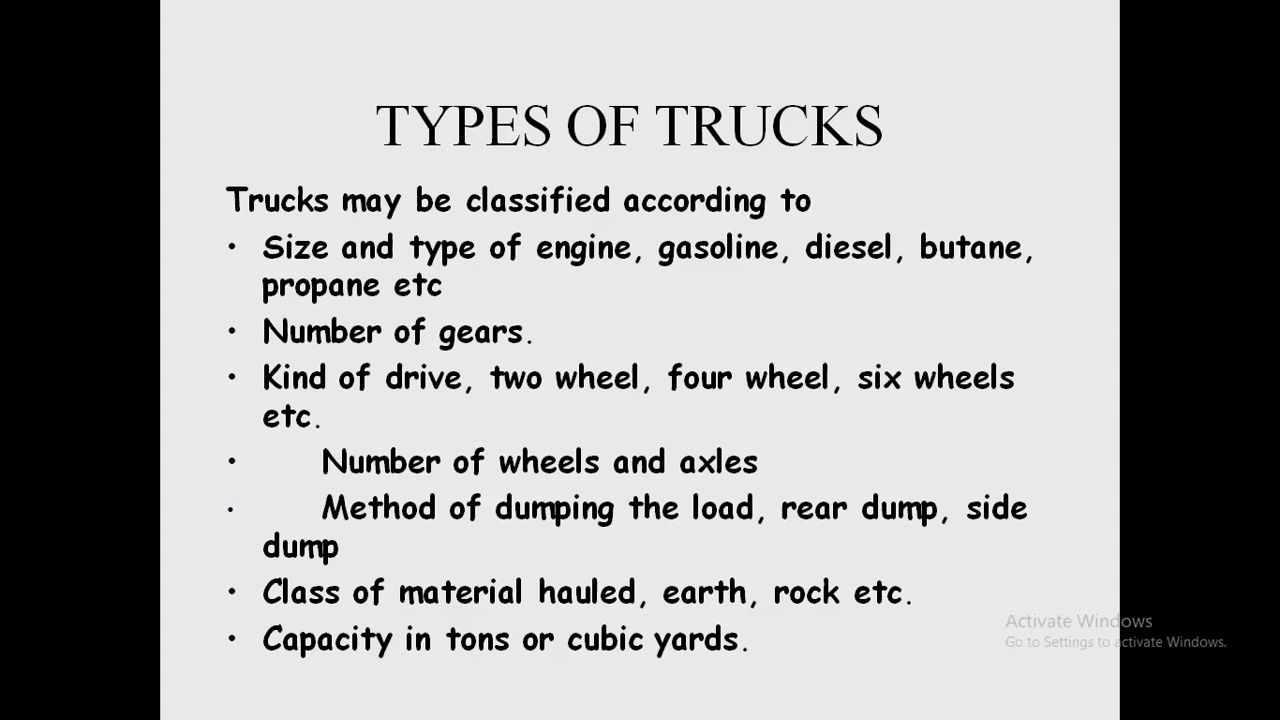 TYPES OF TRUCKS
Trucks may be classified according to
• Size and type of engine, gasoline, diesel, butane,
propane etc
• Number of gears.
• Kind of drive, two wheel, four wheel, six wheels
etc.
• Number of wheels and axles
• Method of dumping the load, rear dump, side
dump
• Class of material hauled, earth, rock etc.
• Capacity in tons or cubic yards.
Activate Windows
Go to Settings to activate Windows.